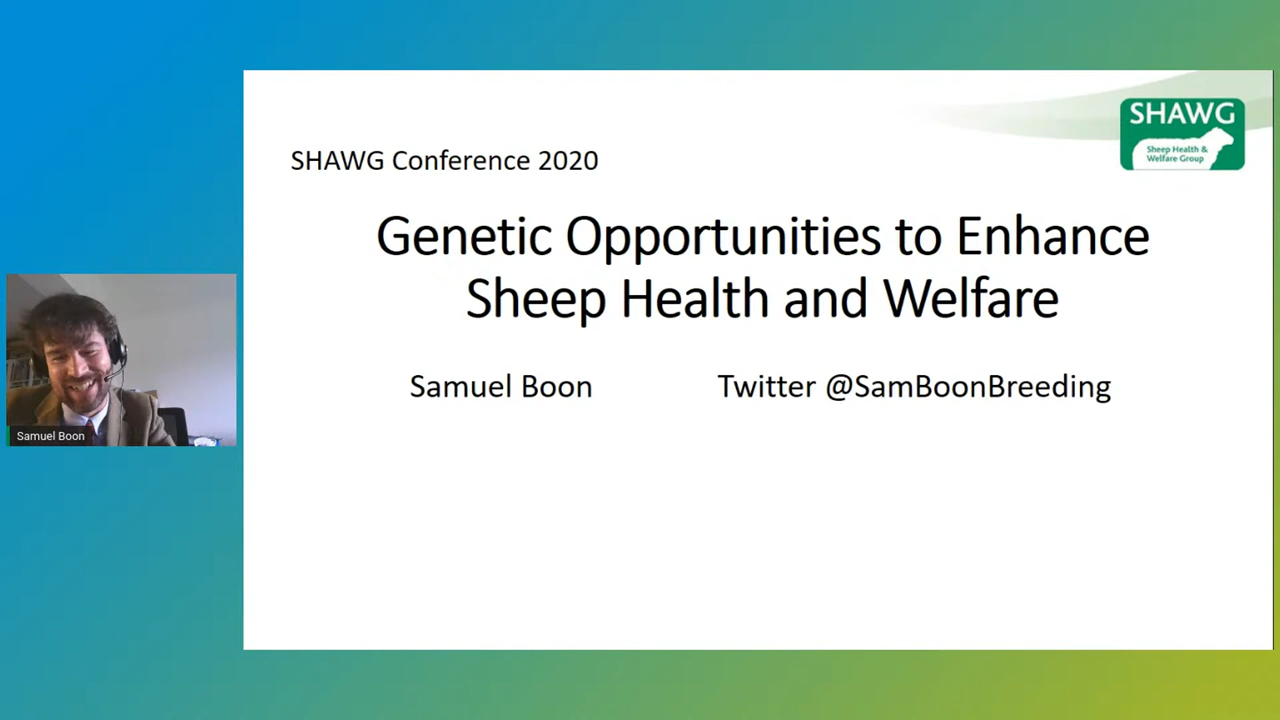 SHAWG
Sheep Health &
Welfare Group
SHAWG Conference 2020
Genetic Opportunities to Enhance
Sheep Health and Welfare
Samuel Boon
Twitter @SamBoonBreeding
Samuel Boon